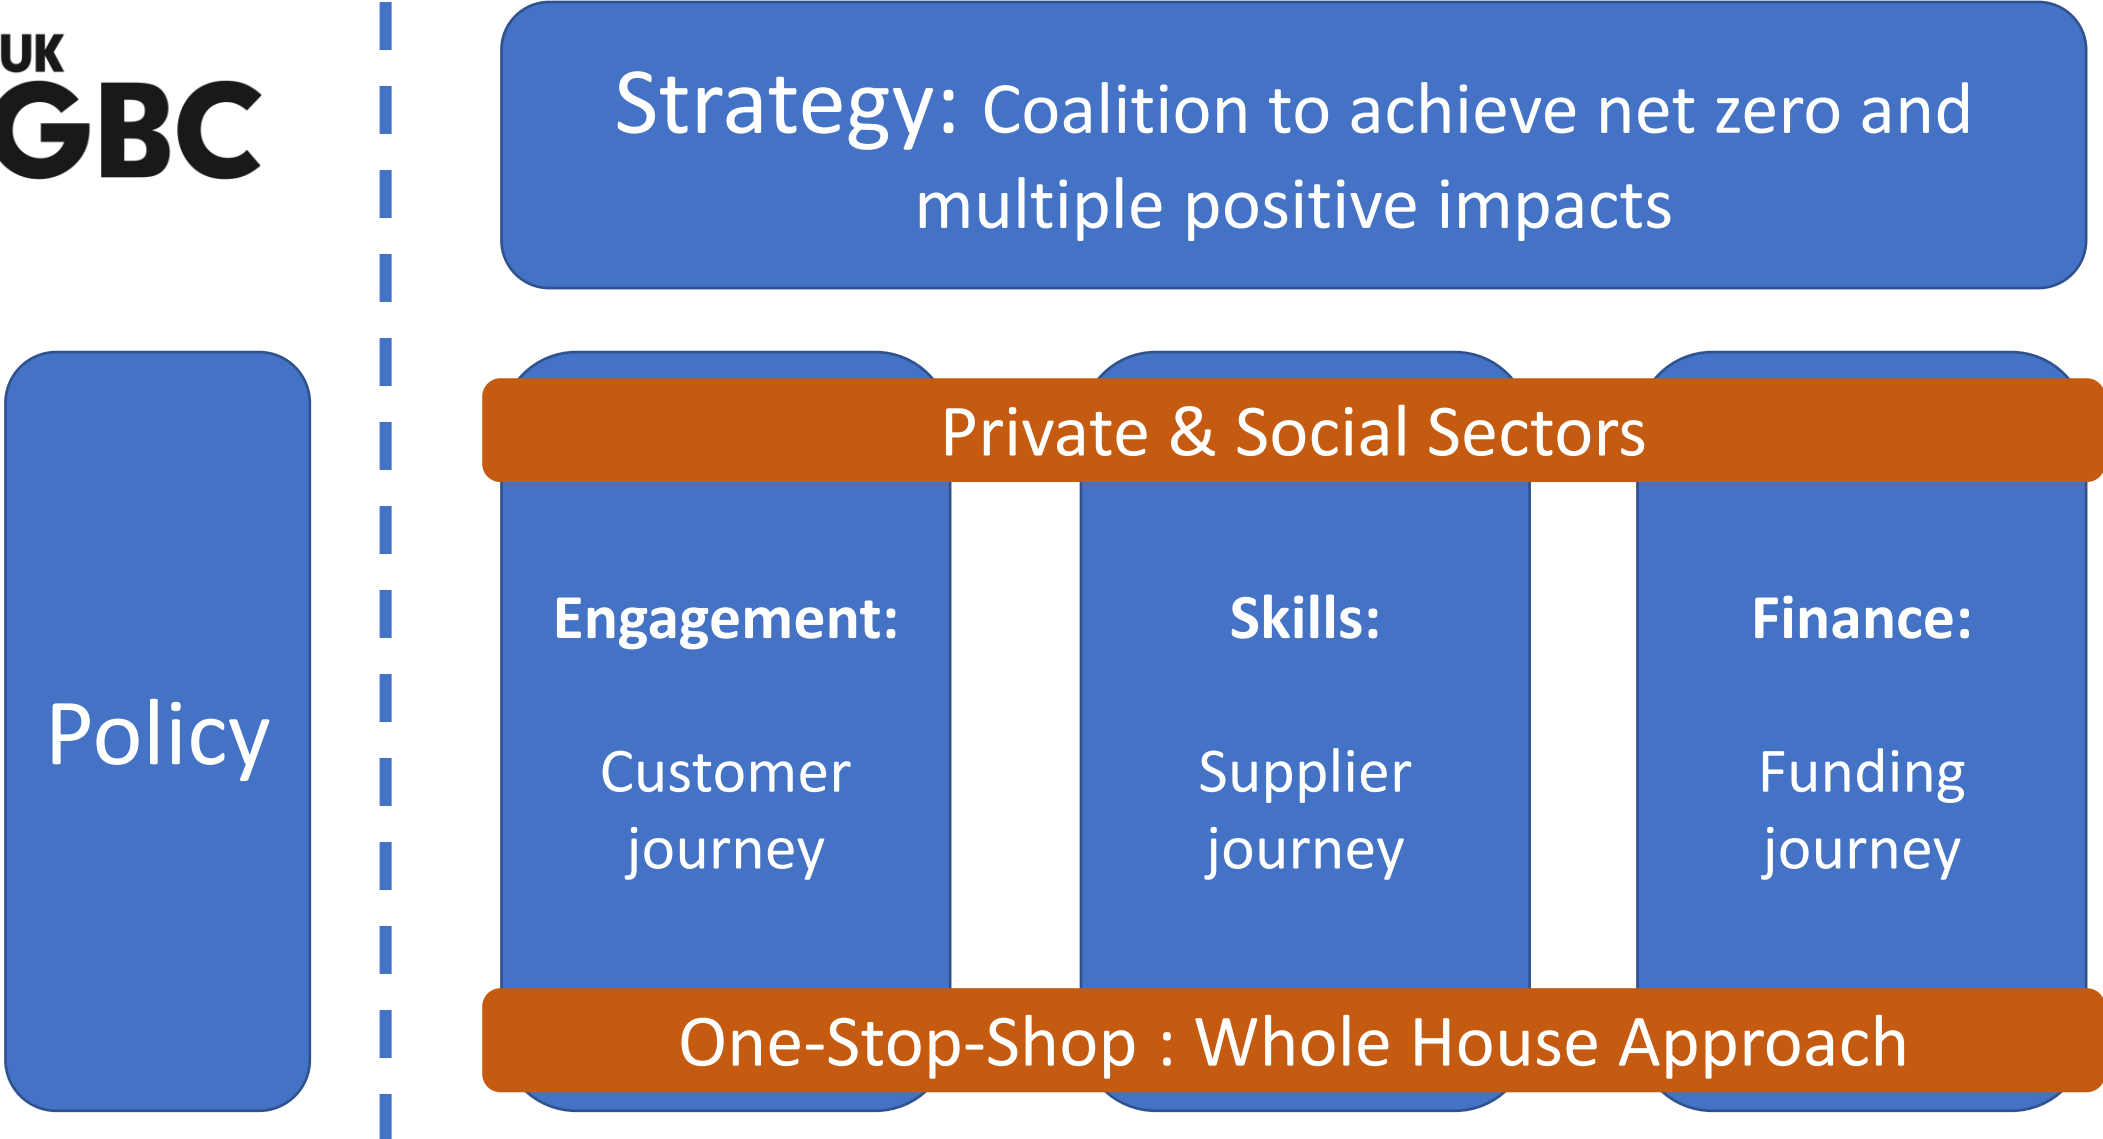 UK
GBC
Strategy: Coalition to achieve net zero and
multiple positive impacts
Policy
Private & Social Sectors
Engagement:
Customer
journey
Skills:
Supplier
journey
Finance:
Funding
journey
One-Stop-Shop : Whole House Approach